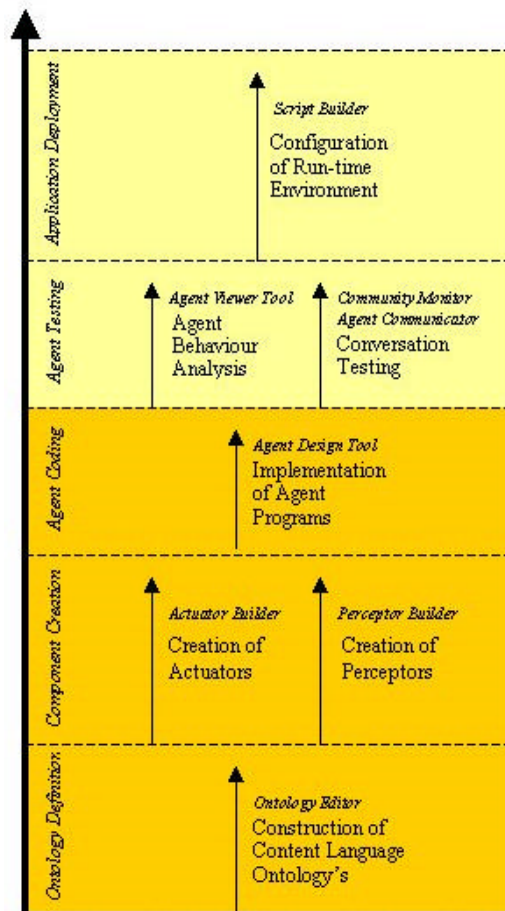 Application Deployment
Script Builder
Configuration
of Run-time
Environment
Agent Testing
Agent Viewer Tool
Agent
Behaviour
Analysis
Community Monitor
Agent Communicator
Conversation
Testing
Agent Coding
Agent Design Tool
Implementation
of Agent
Programs
Component Creation
Actuator Builder
Creation of
Actuators
Perceptor Builder
Creation of
Perceptors
Ontology Definition
Ontology Editor
Construction of
Content Language
Ontology's